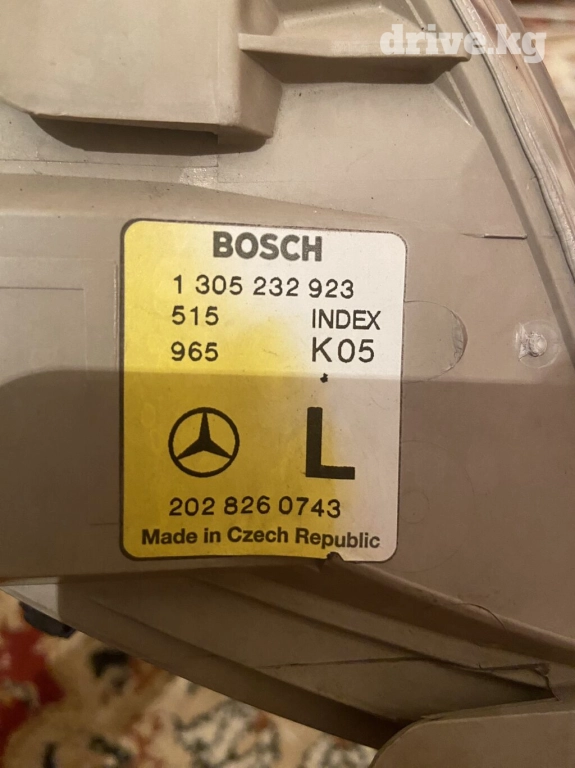 drive.kg
BOSCH
1 305 232 923
515 INDEX
965 K05
L
202 826 0743
Made in Czech Republic